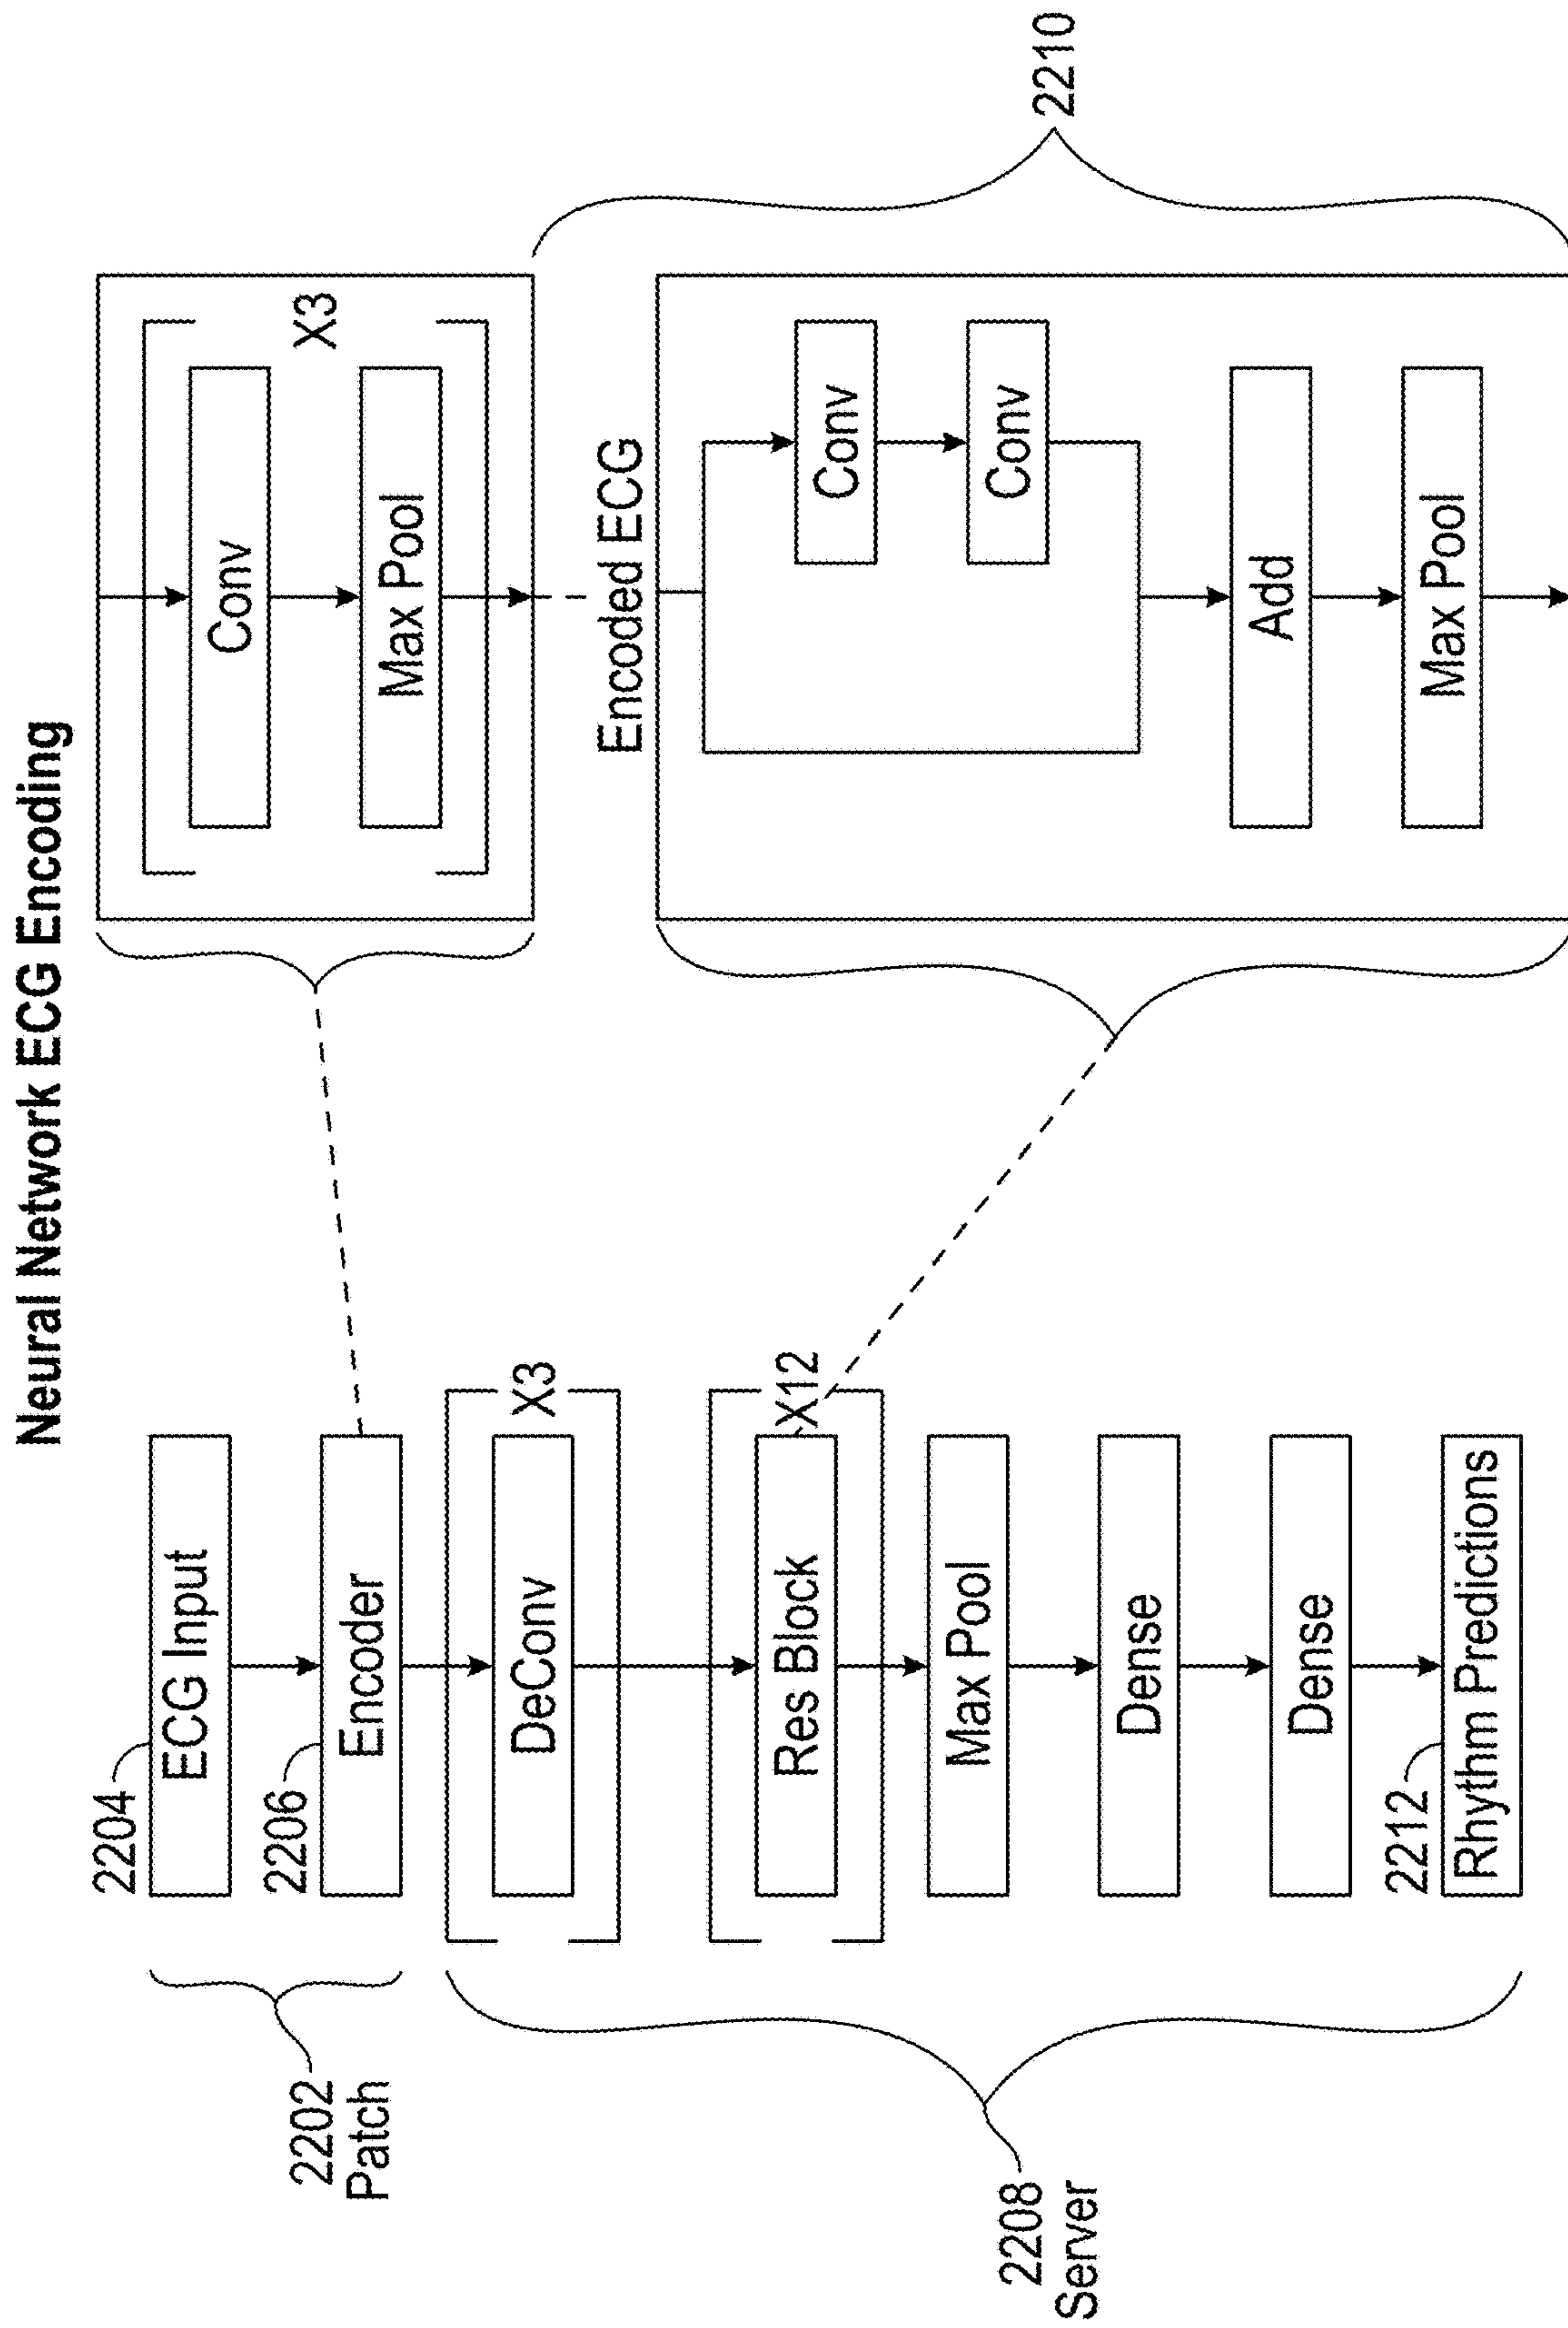 Neural Network ECG Encoding
2202
Patch
2204
ECG Input
2206
Encoder
2208
Server
DeConv
X3
Res Block
X12
Max Pool
Dense
Dense
2212
Rhythm Predictions
Conv
Max Pool
X3
Encoded ECG
Conv
Conv
Add
Max Pool
2210